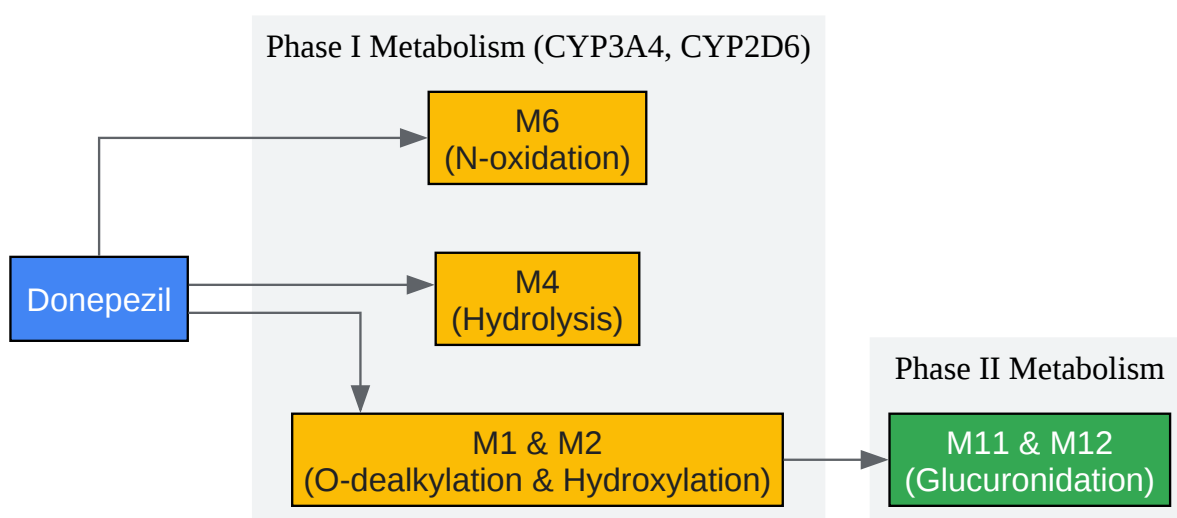 Phase I Metabolism (CYP3A4, CYP2D6)
M6
(N-oxidation)
Donepezil
M4
(Hydrolysis)
M1 & M2
(O-dealkylation & Hydroxylation)
Phase II Metabolism
M11 & M12
(Glucuronidation)